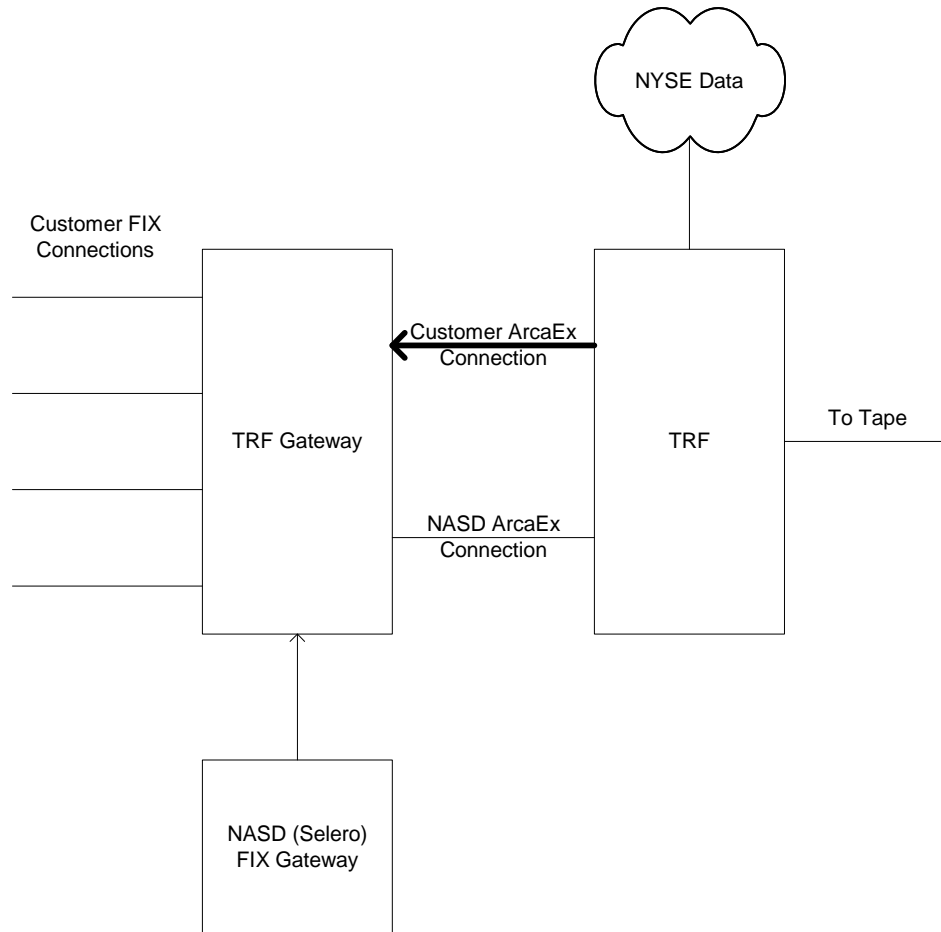 NYSE Data
Customer FIX
Connections
Customer ArcaEx
Connection
TRF Gateway
TRF
To Tape
NASD ArcaEx
Connection
NASD (Selero)
FIX Gateway